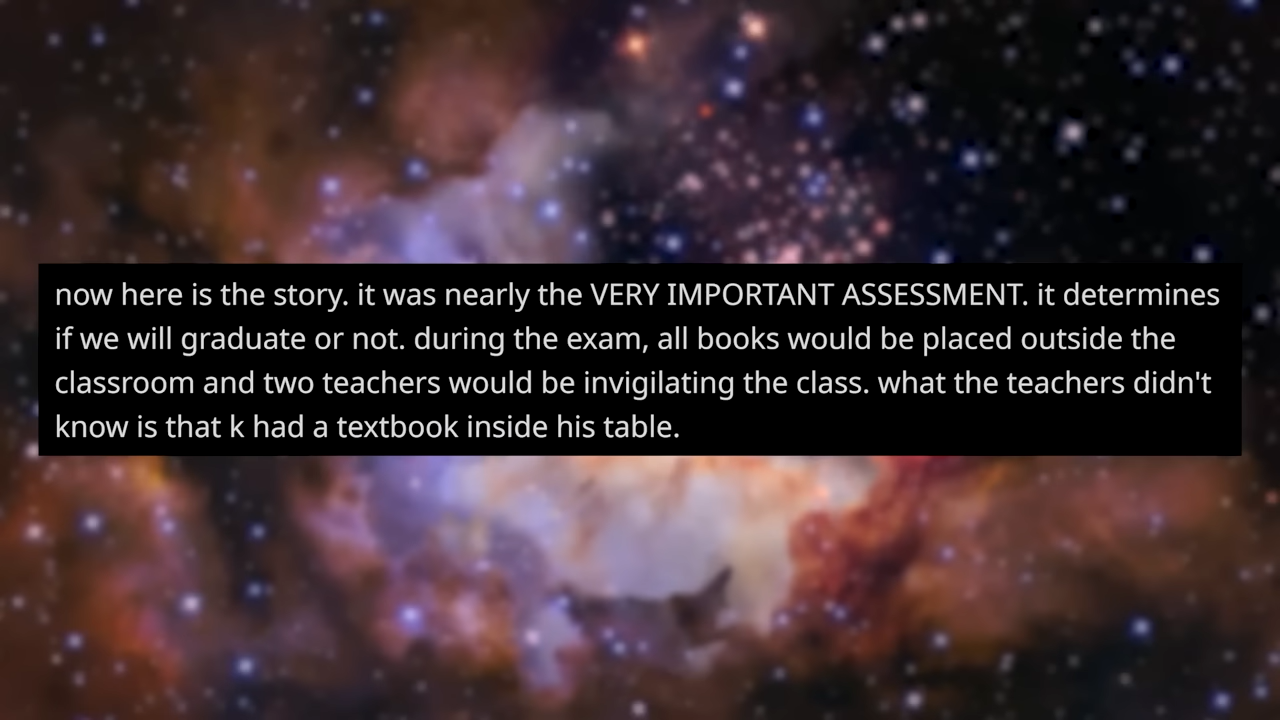 now here is the story. it was nearly the VERY IMPORTANT ASSESSMENT. it determines
if we will graduate or not. during the exam, all books would be placed outside the
classroom and two teachers would be invigilating the class. what the teachers didn't
know is that k had a textbook inside his table.